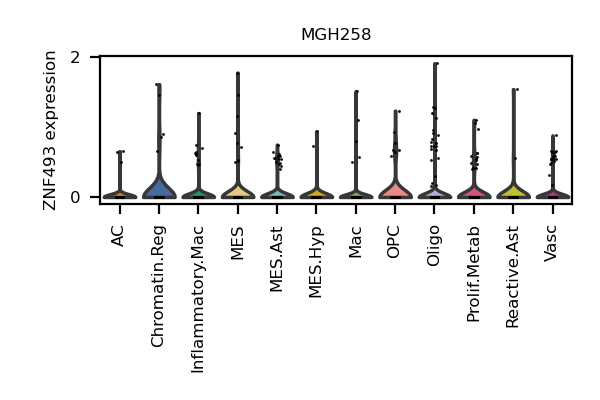 MGH258
ZNF493 expression
2
0
AC
Chromatin.Reg
Inflammatory.Mac
MES
MES.Ast
MES.Hyp
Mac
OPC
Oligo
Prolif.Metab
Reactive.Ast
Vasc